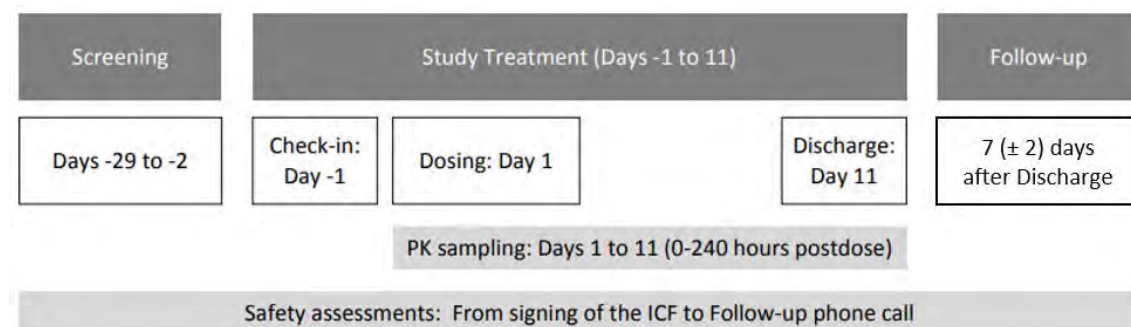 Screening
Study Treatment (Days -1 to 11)
Follow-up
Days -29 to -2
Check-in:
Day -1
Dosing: Day 1
Discharge:
Day 11
7 (± 2) days
after Discharge
PK sampling: Days 1 to 11 (0-240 hours postdose)
Safety assessments: From signing of the ICF to Follow-up phone call